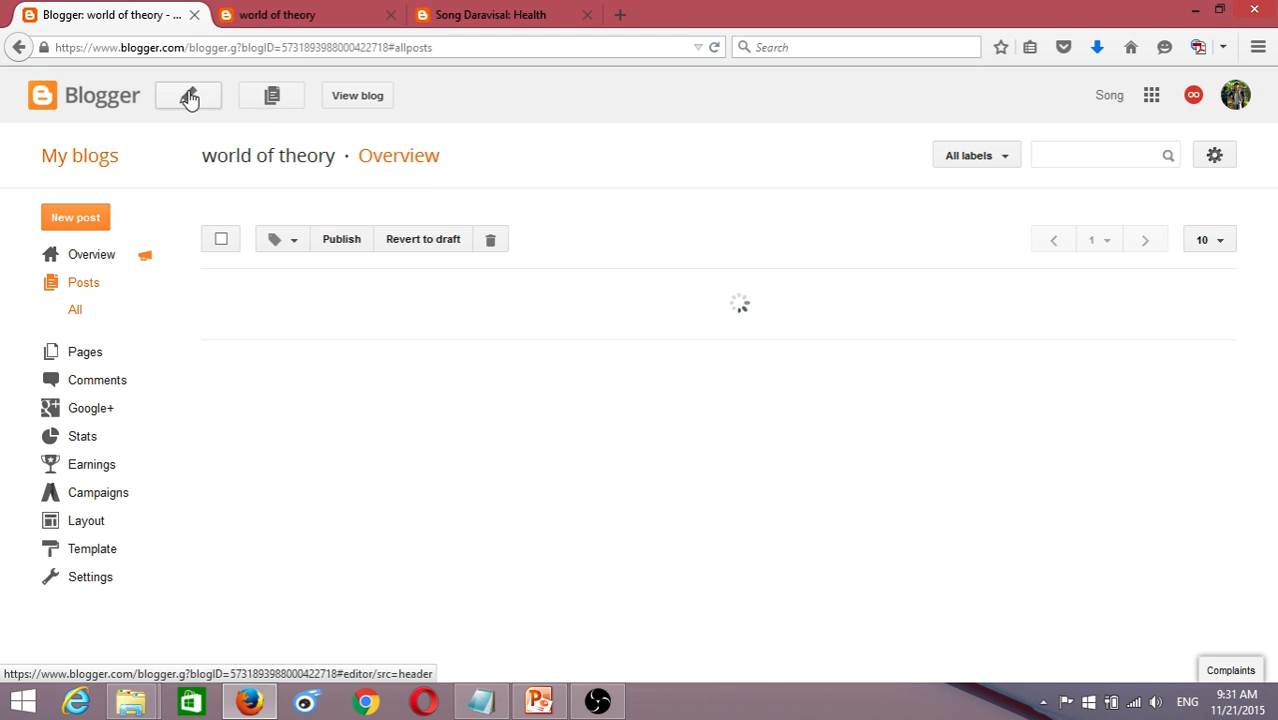 Blogger: world of theory - ...
world of theory
Song Daravisal: Health
https://www.blogger.com/blogger.g?blogID=5731893988000422718#allposts
Search
Blogger
View blog
Song
My blogs
world of theory · Overview
All labels
New post
Publish
Revert to draft
1
10
Overview
Posts
All
Pages
Comments
Google+
Stats
Earnings
Campaigns
Layout
Template
Settings
Complaints
https://www.blogger.com/blogger.g?blogID=5731893988000422718#editor/src=header
ENG
9:31 AM
11/21/2015